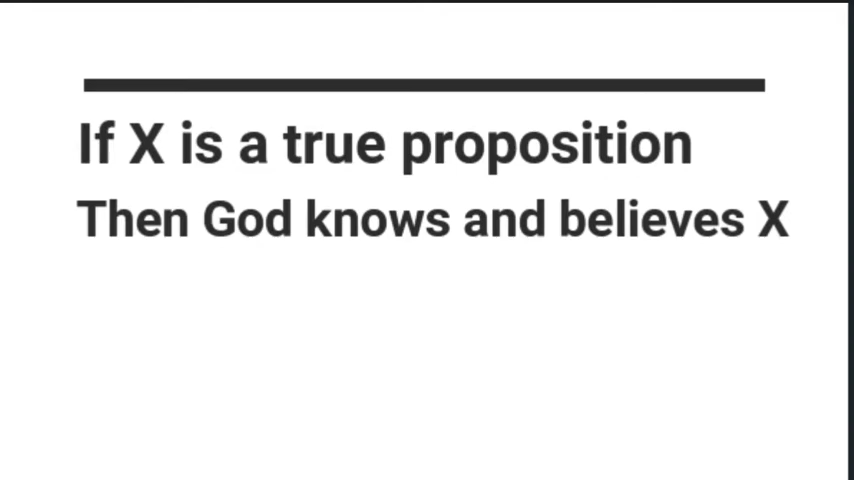 If X is a true proposition
Then God knows and believes X